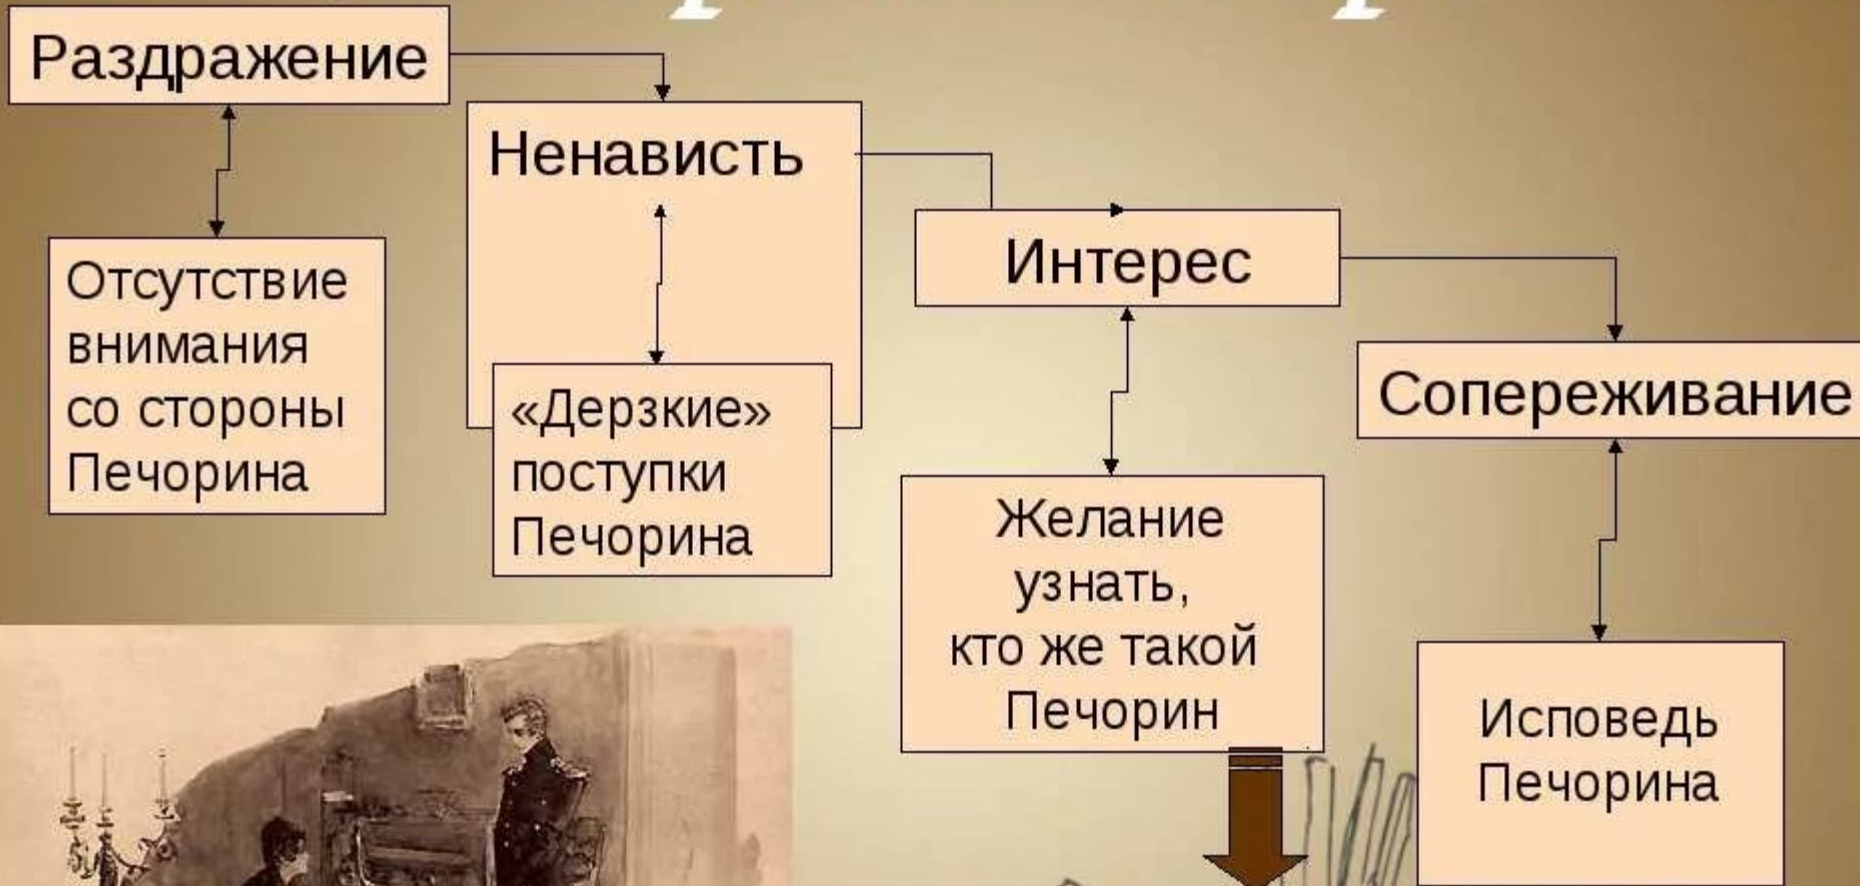 Раздражение
Отсутствие
внимания
со стороны
Печорина
Ненависть
«Дерзкие»
поступки
Печорина
Интерес
Желание
узнать,
кто же такой
Печорин
Сопереживание
Исповедь
Печорина